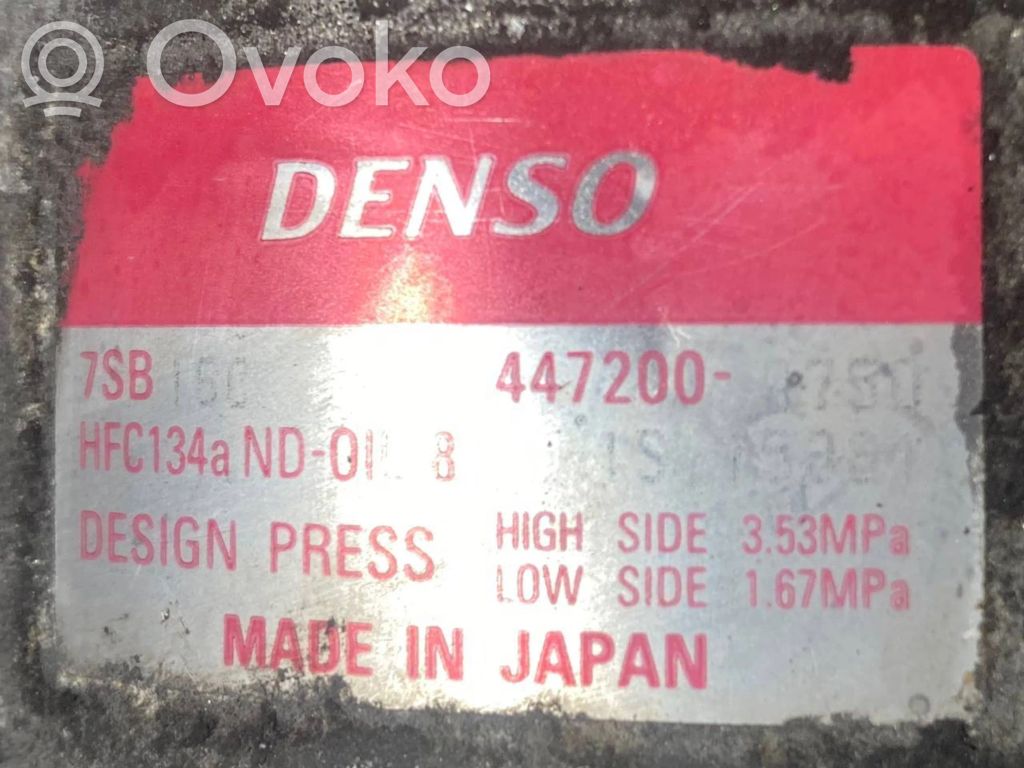 Ovoko
DENSO
7SB 447200-
HFC134a ND-OIL 8
DESIGN PRESS HIGH SIDE 3.53MPa
LOW SIDE 1.67MPa
MADE IN JAPAN